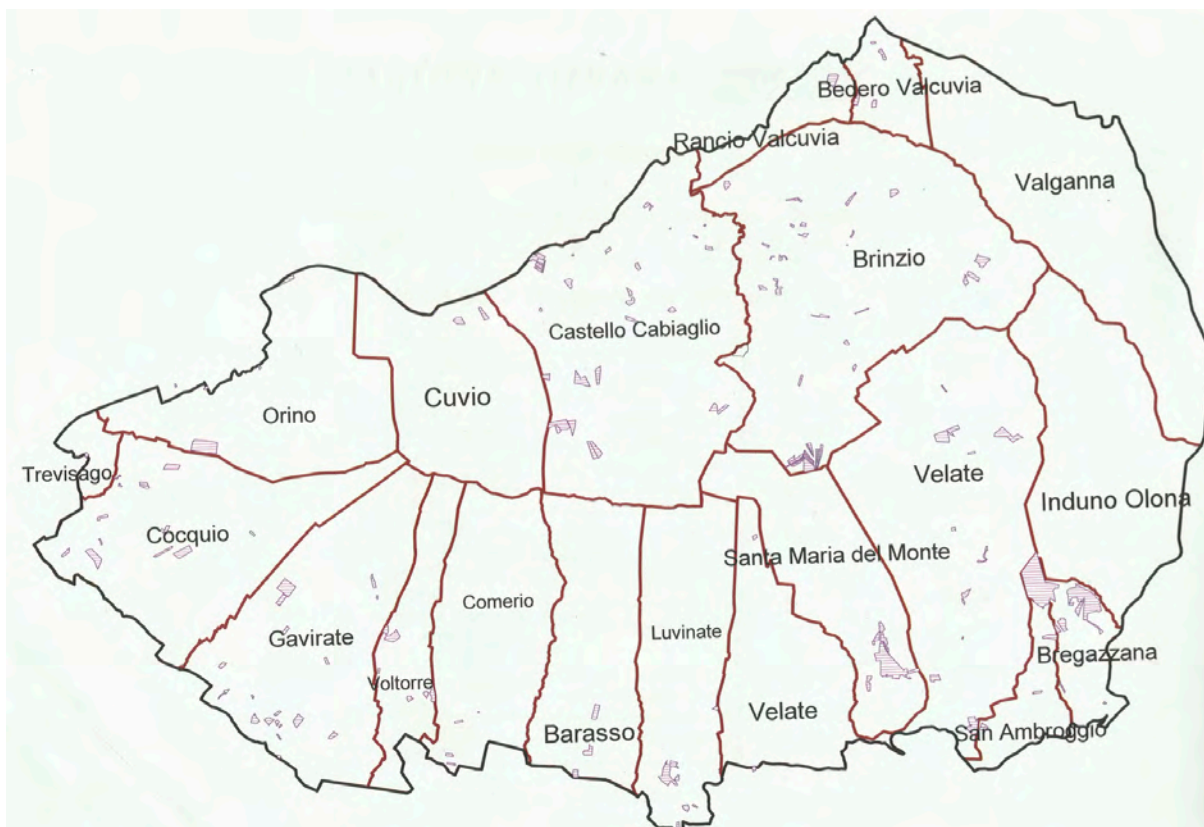 Bedero Valcuvia
Rancio Valcuvia
Valganna
Brinzio
Castello Cabiaglio
Cuvio
Orino
Trevisago
Velate
Induno Olona
Cocquio
Santa Maria del Monte
Comerio
Gavirate
Luvinate
Bregazzana
Voltorre
Velate
Barasso
San Ambroggio